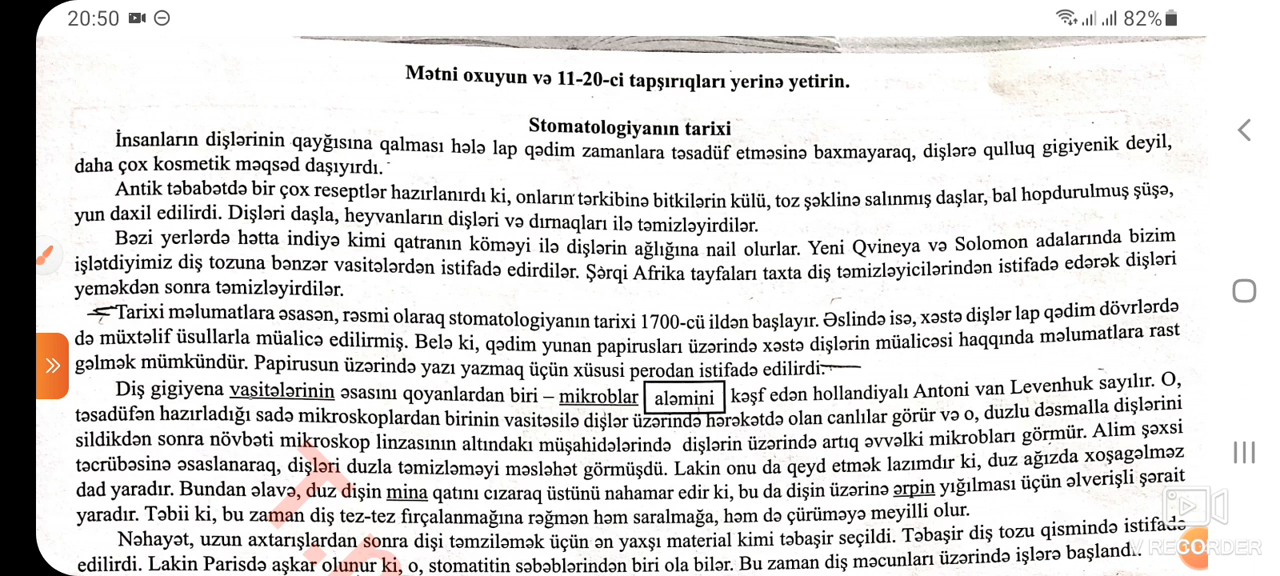 20:50
82%
Mətni oxuyun və 11-20-ci tapşırıqları yerinə yetirin.
Stomatologiyanın tarixi
İnsanların dişlərinin qayğısına qalması hələ lap qədim zamanlara təsadüf etməsinə baxmayaraq, dişlərə qulluq gigiyenik deyil,
daha çox kosmetik məqsəd daşıyırdı.
Antik təbabətdə bir çox reseptlər hazırlanırdı ki, onların tərkibinə bitkilərin külü, toz şəklinə salınmış daşlar, bal hopdurulmuş şüşə,
yun daxil edilirdi. Dişləri daşla, heyvanların dişləri və dırnaqları ilə təmizləyirdilər.
Bəzi yerlərdə hətta indiyə kimi qatranın köməyi ilə dişlərin ağlığına nail olurlar. Yeni Qvineya və Solomon adalarında bizim
işlətdiyimiz diş tozuna bənzər vasitələrdən istifadə edirdilər. Şərqi Afrika tayfaları taxta diş təmizləyicilərindən istifadə edərək dişləri
yeməkdən sonra təmizləyirdilər.
Tarixi məlumatlara əsasən, rəsmi olaraq stomatologiyanın tarixi 1700-cü ildən başlayır. Əslində isə, xəstə dişlər lap qədim dövrlərdə
də müxtəlif üsullarla müalicə edilirmiş. Belə ki, qədim yunan papirusları üzərində xəstə dişlərin müalicəsi haqqında məlumatlara rast
gəlmək mümkündür. Papirusun üzərində yazı yazmaq üçün xüsusi perodan istifadə edilirdi.
Diş gigiyena vasitələrinin əsasını qoyanlardan biri – mikroblar aləmini kəşf edən hollandiyalı Antoni van Levenhuk sayılır. O,
təsadüfən hazırladığı sadə mikroskoplardan birinin vasitəsilə dişlər üzərində hərəkətdə olan canlılar görür və o, duzlu dəsmalla dişlərini
sildikdən sonra növbəti mikroskop linzasının altındakı müşahidələrində dişlərin üzərində artıq əvvəlki mikrobları görmür. Alim şəxsi
təcrübəsinə əsaslanaraq, dişləri duzla təmizləməyi məsləhət görmüşdü. Lakin onu da qeyd etmək lazımdır ki, duz ağızda xoşagəlməz
dad yaradır. Bundan əlavə, duz dişin mina qatını cızaraq üstünü nahamar edir ki, bu da dişin üzərinə ərpin yığılması üçün əlverişli şərait
yaradır. Təbii ki, bu zaman diş tez-tez fırçalanmağına rəğmən həm saralmağa, həm də çürüməyə meyilli olur.
Nəhayət, uzun axtarışlardan sonra dişi təmziləmək üçün ən yaxşı material kimi təbaşir seçildi. Təbaşir diş tozu qismində istifadə
edilirdi. Lakin Parisdə aşkar olunur ki, o, stomatitin səbəblərindən biri ola bilər. Bu zaman diş məcunları üzərində işlərə başland..
V RECORDER